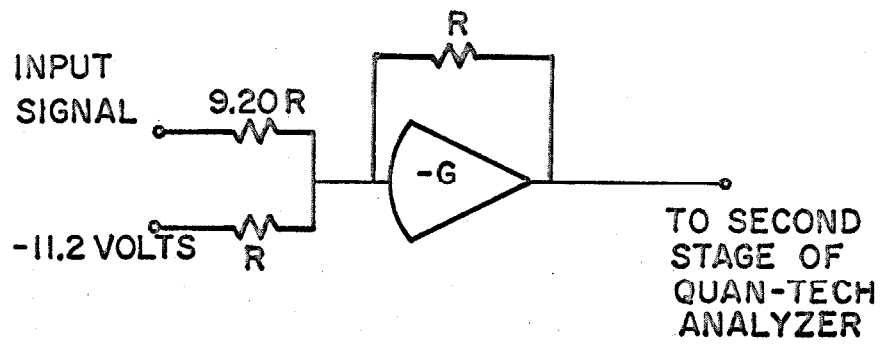 R
INPUT
SIGNAL
9.20 R
-G
-11.2 VOLTS
R
TO SECOND
STAGE OF
QUAN-TECH
ANALYZER